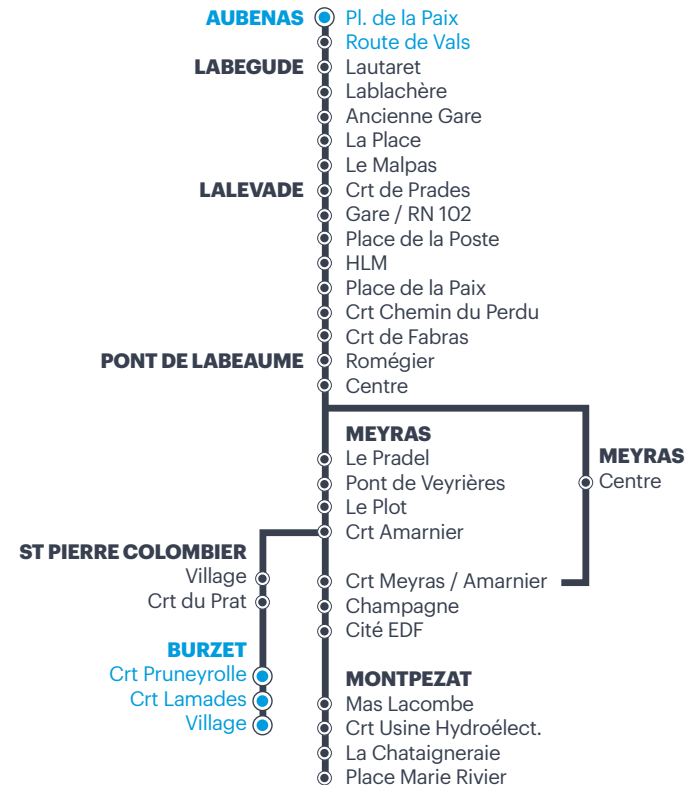 AUBENAS Pl. de la Paix
Route de Vals
LABEGUDE Lautaret
Lablachère
Ancienne Gare
La Place
Le Malpas
LALEVADE Crt de Prades
Gare / RN 102
Place de la Poste
HLM
Place de la Paix
Crt Chemin du Perdu
Crt de Fabras
PONT DE LABEAUME Romégier
Centre
MEYRAS
Le Pradel
Pont de Veyrières
Le Plot
Crt Amarnier
MEYRAS
Centre
ST PIERRE COLOMBIER
Village
Crt du Prat
BURZET
Crt Pruneyrolle
Crt Lamades
Village
Crt Meyras / Amarnier
Champagne
Cité EDF
MONTPEZAT
Mas Lacombe
Crt Usine Hydroélect.
La Chataigneraie
Place Marie Rivier